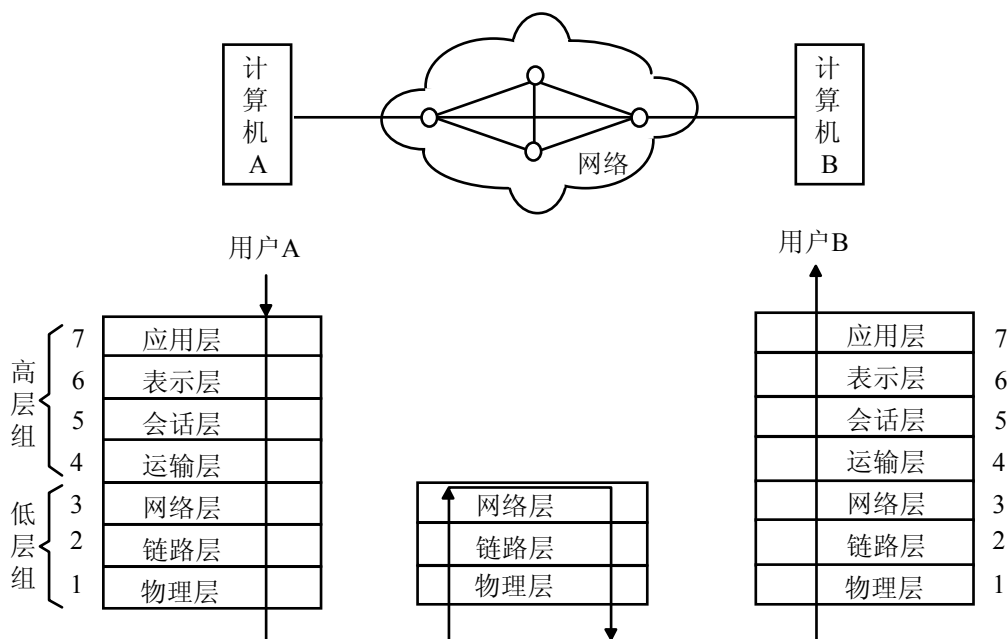 计算机A
计算机B
网络
用户A
用户B
高层组
低层组
7 应用层
6 表示层
5 会话层
4 运输层
3 网络层
2 链路层
1 物理层
网络层
链路层
物理层
应用层 7
表示层 6
会话层 5
运输层 4
网络层 3
链路层 2
物理层 1